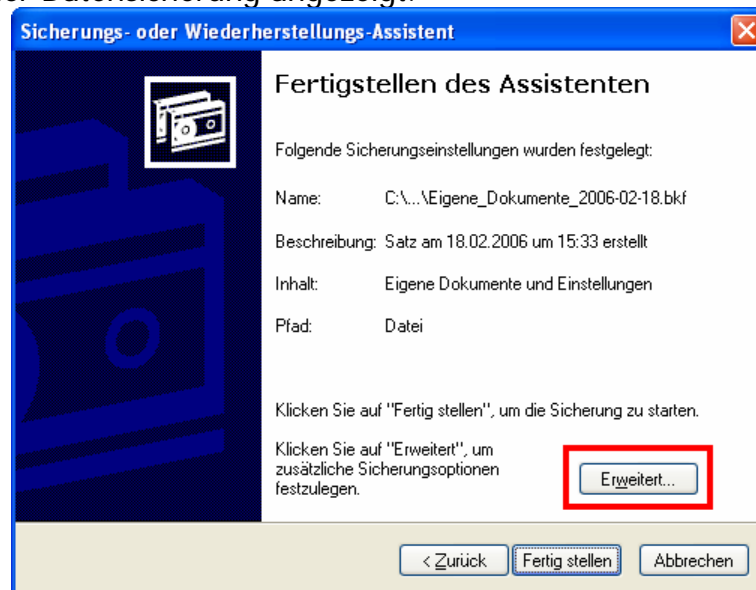 Datensicherung angezeigt.
Sicherungs- oder Wiederherstellungs-Assistent
Fertigstellen des Assistenten
Folgende Sicherungseinstellungen wurden festgelegt:
Name: C:\...\Eigene_Dokumente_2006-02-18.bkf
Beschreibung: Satz am 18.02.2006 um 15:33 erstellt
Inhalt: Eigene Dokumente und Einstellungen
Pfad: Datei
Klicken Sie auf "Fertig stellen", um die Sicherung zu starten.
Klicken Sie auf "Erweitert", um
zusätzliche Sicherungsoptionen
festzulegen.
Erweitert...
< Zurück Fertig stellen Abbrechen